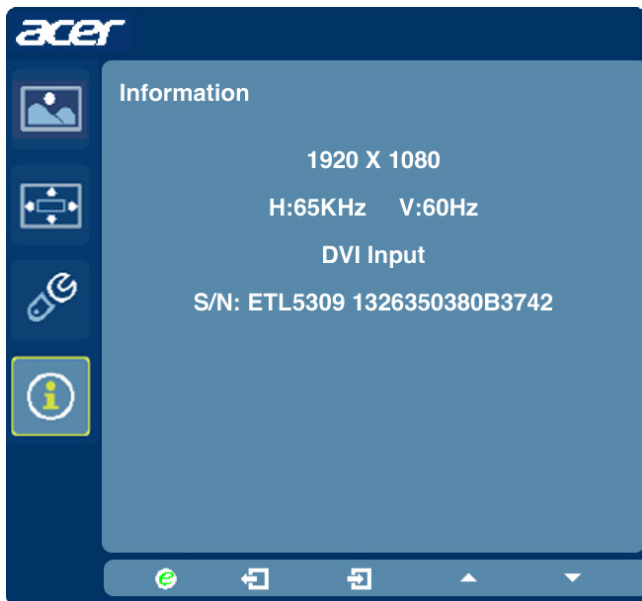 acer
Information
1920 X 1080
H:65KHz V:60Hz
DVI Input
S/N: ETL5309 1326350380B3742
e